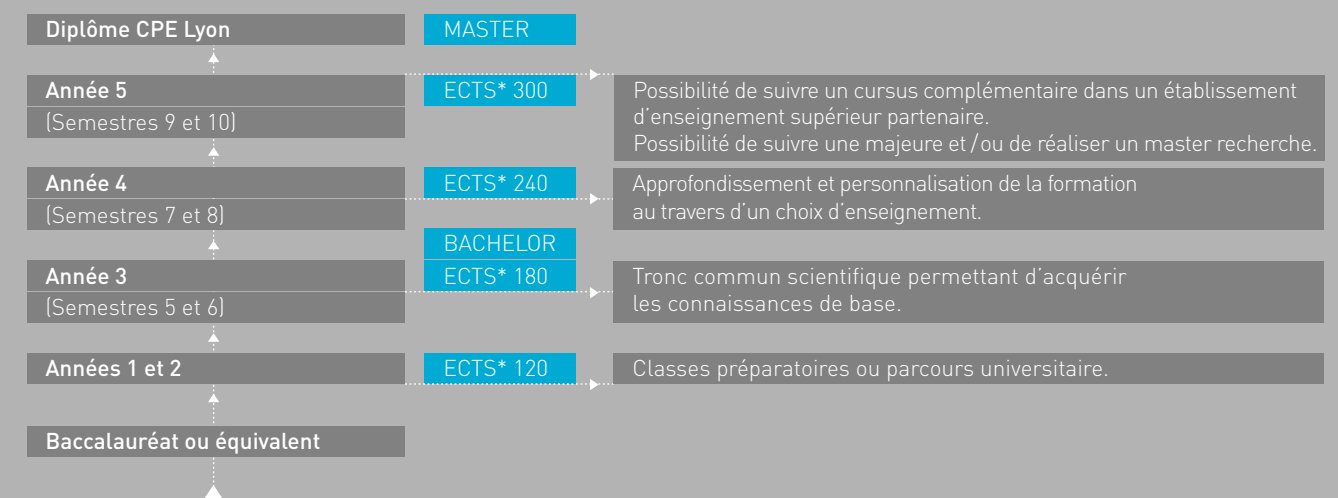 Diplôme CPE Lyon
MASTER
Année 5
ECTS* 300
Possibilité de suivre un cursus complémentaire dans un établissement
(Semestres 9 et 10)
d'enseignement supérieur partenaire.
Possibilité de suivre une majeure et/ou de réaliser un master recherche.
Année 4
ECTS* 240
Approfondissement et personnalisation de la formation
(Semestres 7 et 8)
au travers d'un choix d'enseignement.
BACHELOR
Année 3
ECTS* 180
Tronc commun scientifique permettant d'acquérir
(Semestres 5 et 6)
les connaissances de base.
Années 1 et 2
ECTS* 120
Classes préparatoires ou parcours universitaire.
Baccalauréat ou équivalent